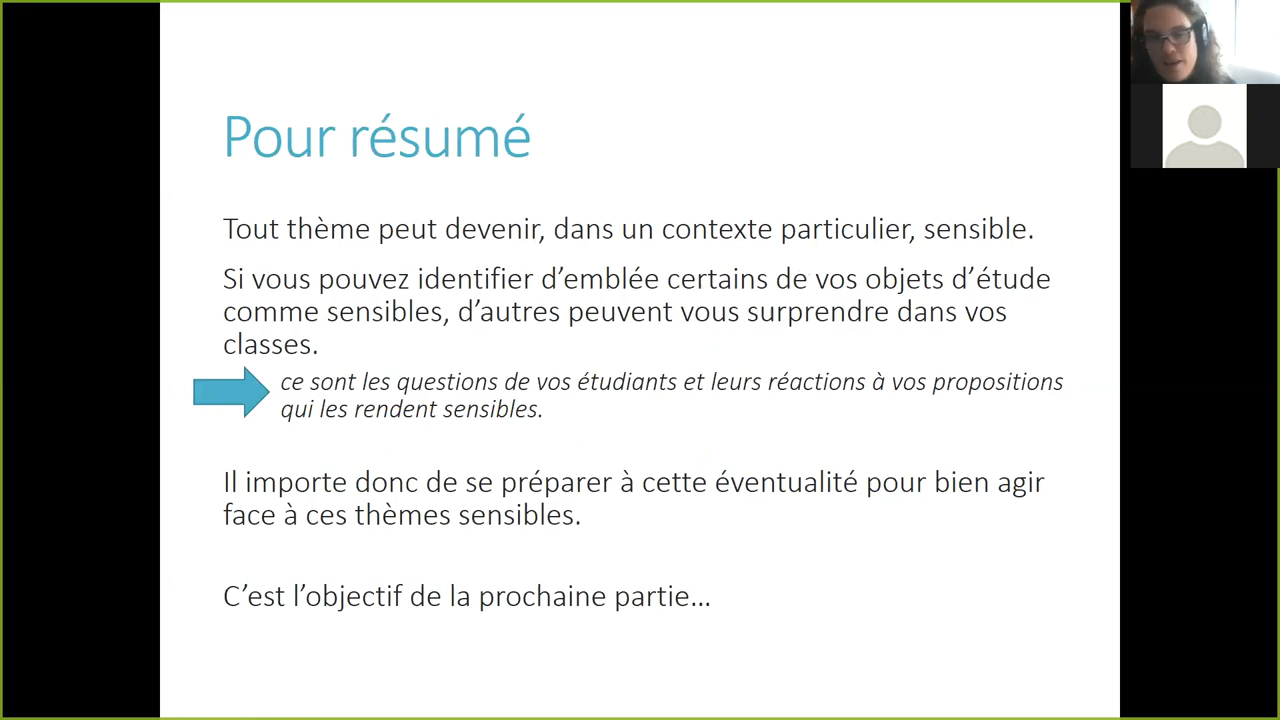 Pour résumé
Tout thème peut devenir, dans un contexte particulier, sensible.
Si vous pouvez identifier d’emblée certains de vos objets d’étude
comme sensibles, d’autres peuvent vous surprendre dans vos
classes.
ce sont les questions de vos étudiants et leurs réactions à vos propositions
qui les rendent sensibles.
Il importe donc de se préparer à cette éventualité pour bien agir
face à ces thèmes sensibles.
C’est l’objectif de la prochaine partie…